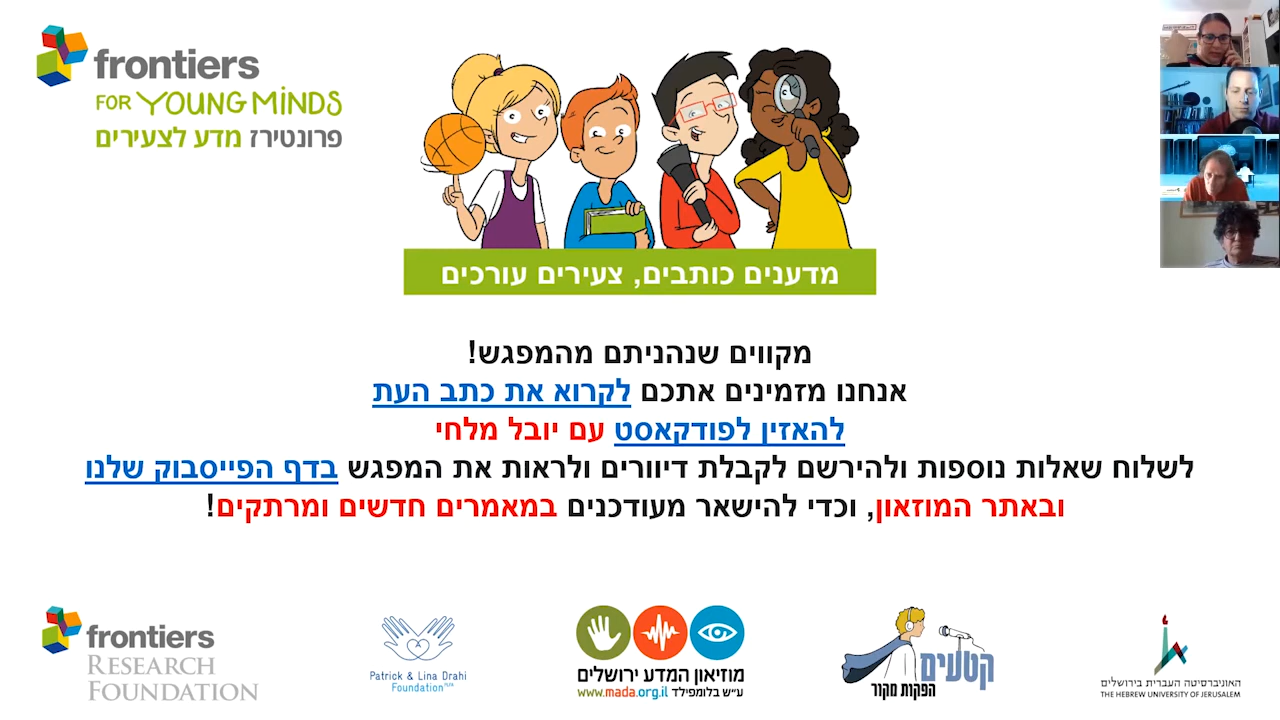 frontiers
FOR YOUNG MINDS
פרונטירז מדע לצעירים
מדענים כותבים, צעירים עורכים
מקווים שנהניתם מהמפגש!
אנחנו מזמינים אתכם לקרוא את כתב העת
להאזין לפודקאסט עם יובל מלחי
לשלוח שאלות נוספות ולהירשם לקבלת דיוורים ולראות את המפגש בדף הפייסבוק שלנו
ובאתר המוזאון, וכדי להישאר מעודכנים במאמרים חדשים ומרתקים!
frontiers
RESEARCH
FOUNDATION
Patrick & Lina Drahi
Foundation
מוזיאון המדע ירושלים
www.mada.org.il ע״ש בלומפילד
קטעים
הפקות מקור
האוניברסיטה העברית בירושלים
THE HEBREW UNIVERSITY OF JERUSALEM